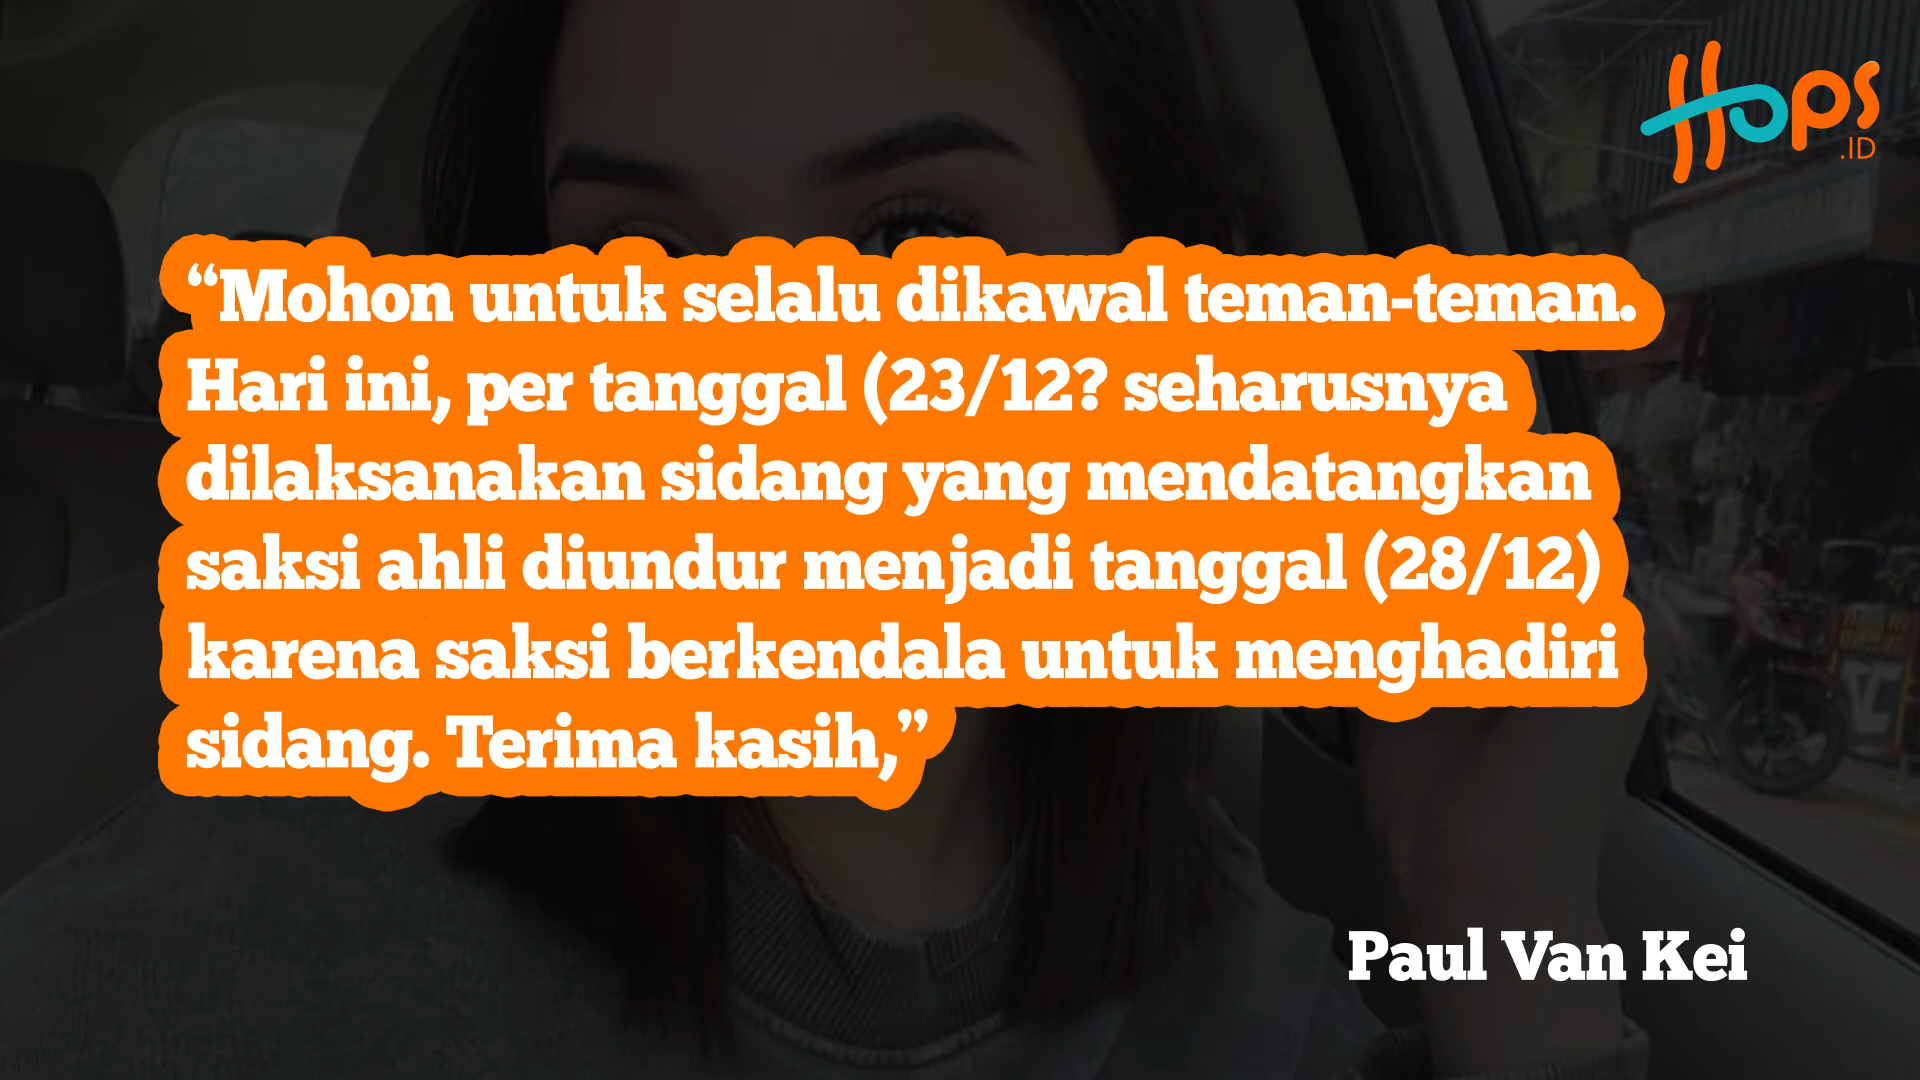 Hops
.ID
“Mohon untuk selalu dikawal teman-teman.
Hari ini, per tanggal (23/12? seharusnya
dilaksanakan sidang yang mendatangkan
saksi ahli diundur menjadi tanggal (28/12)
karena saksi berkendala untuk menghadiri
sidang. Terima kasih,”
Paul Van Kei